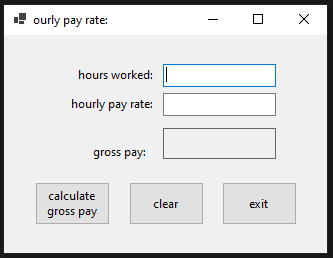 ourly pay rate:
hours worked:
hourly pay rate:
gross pay:
calculate
gross pay
clear
exit